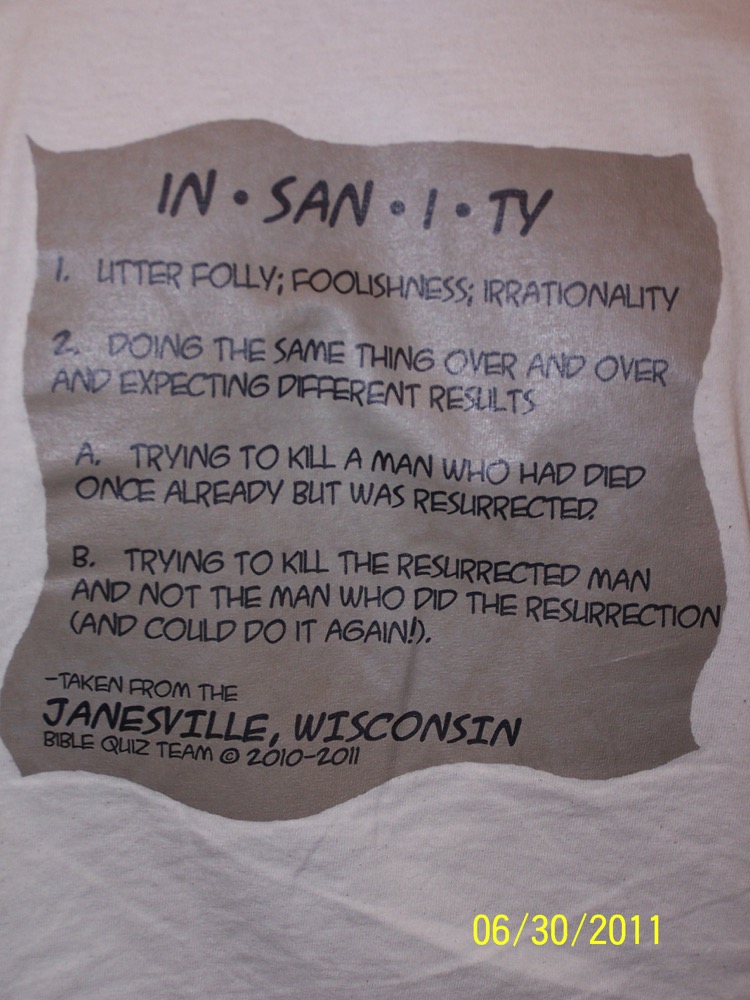 IN • SAN • I • TY
1. UTTER FOLLY; FOOLISHNESS; IRRATIONALITY
2. DOING THE SAME THING OVER AND OVER
AND EXPECTING DIFFERENT RESULTS
A. TRYING TO KILL A MAN WHO HAD DIED
ONCE ALREADY BUT WAS RESURRECTED.
B. TRYING TO KILL THE RESURRECTED MAN
AND NOT THE MAN WHO DID THE RESURRECTION
(AND COULD DO IT AGAIN!).
-TAKEN FROM THE
JANESVILLE, WISCONSIN
BIBLE QUIZ TEAM © 2010-2011
06/30/2011